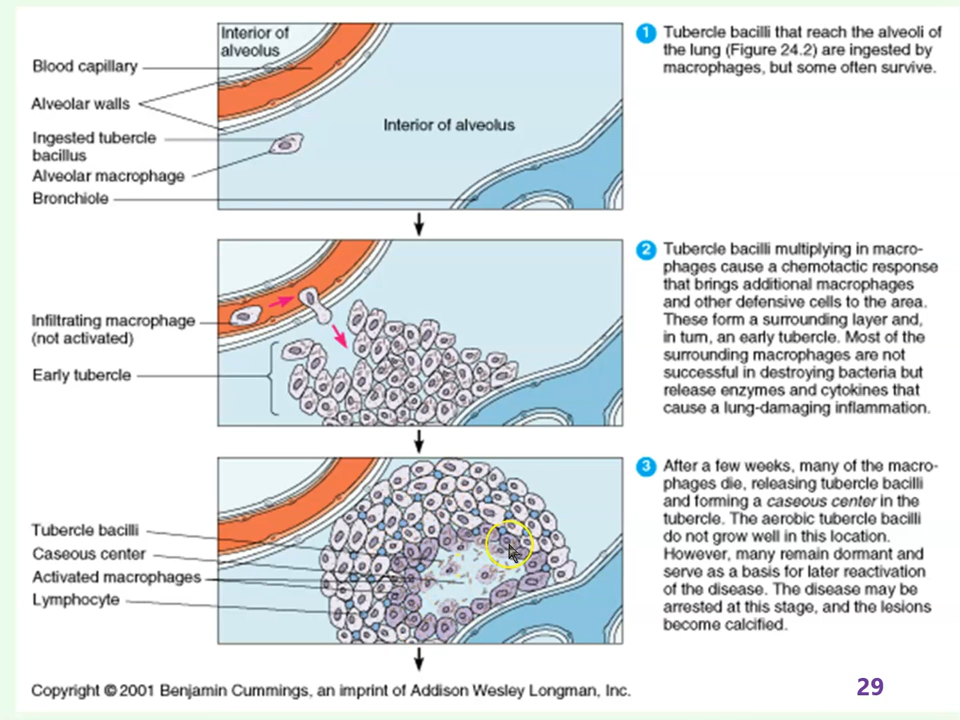 Interior of
alveolus
Blood capillary
Alveolar walls
Interior of alveolus
Ingested tubercle
bacillus
Alveolar macrophage
Bronchiole
1 Tubercle bacilli that reach the alveoli of
the lung (Figure 24.2) are ingested by
macrophages, but some often survive.
Infiltrating macrophage
(not activated)
Early tubercle
2 Tubercle bacilli multiplying in macro-
phages cause a chemotactic response
that brings additional macrophages
and other defensive cells to the area.
These form a surrounding layer and,
in turn, an early tubercle. Most of the
surrounding macrophages are not
successful in destroying bacteria but
release enzymes and cytokines that
cause a lung-damaging inflammation.
Tubercle bacilli
Caseous center
Activated macrophages
Lymphocyte
3 After a few weeks, many of the macro-
phages die, releasing tubercle bacilli
and forming a caseous center in the
tubercle. The aerobic tubercle bacilli
do not grow well in this location.
However, many remain dormant and
serve as a basis for later reactivation
of the disease. The disease may be
arrested at this stage, and the lesions
become calcified.
Copyright © 2001 Benjamin Cummings, an imprint of Addison Wesley Longman, Inc.
29